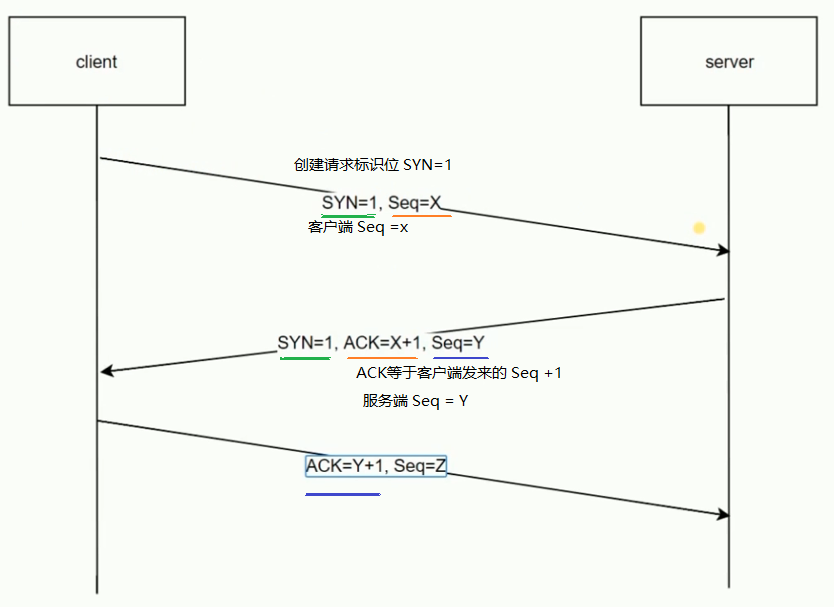 client
server
创建请求标识位 SYN=1
SYN=1, Seq=X
客户端 Seq =x
SYN=1, ACK=X+1, Seq=Y
ACK等于客户端发来的 Seq +1
服务端 Seq = Y
ACK=Y+1, Seq=Z